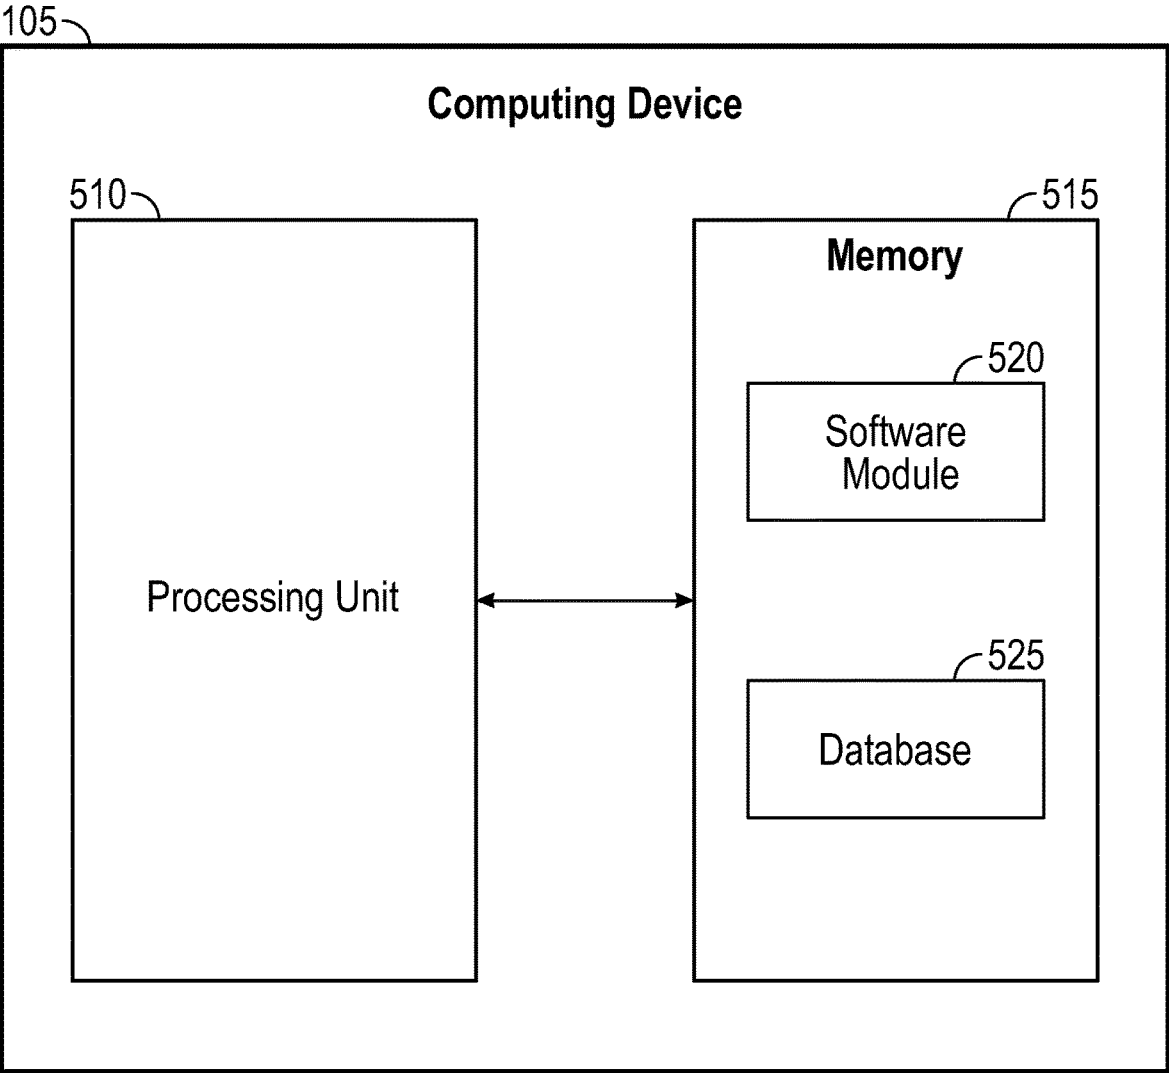 105
Computing Device
510
515
Memory
520
Software
Module
Processing Unit
525
Database